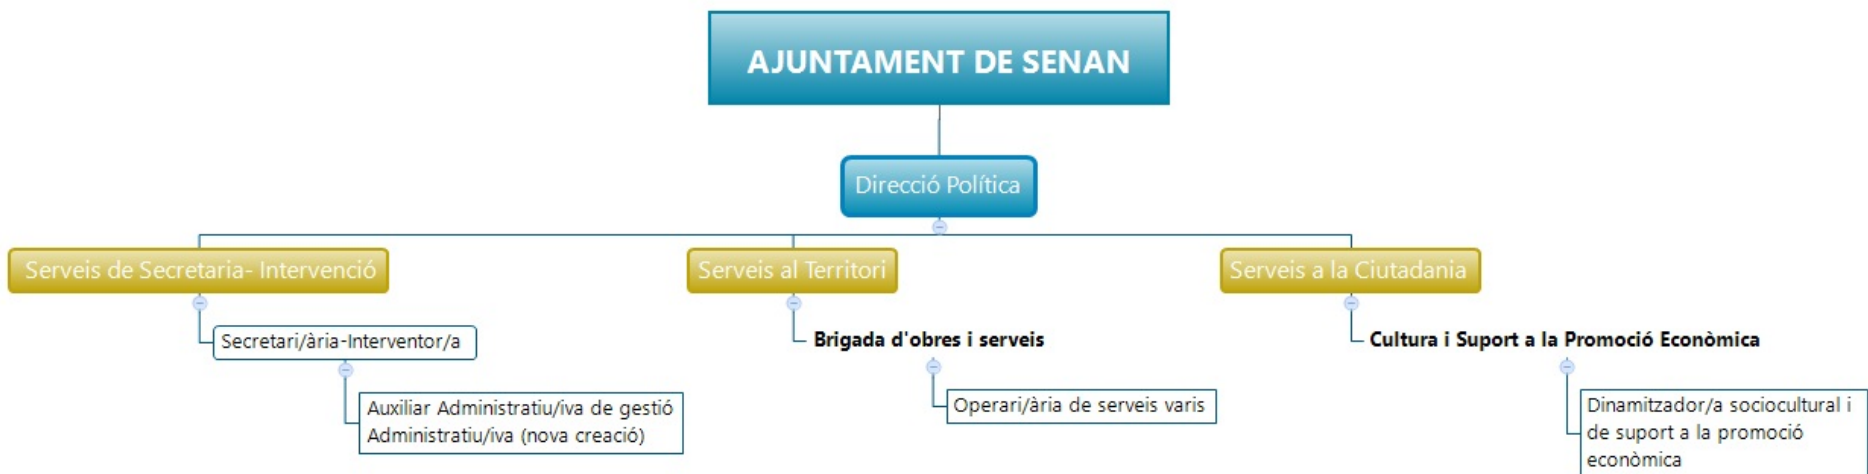 AJUNTAMENT DE SENAN
Direcció Política
Serveis de Secretaria- Intervenció
Serveis al Territori
Serveis a la Ciutadania
Secretari/ària-Interventor/a
Brigada d'obres i serveis
Cultura i Suport a la Promoció Econòmica
Auxiliar Administratiu/iva de gestió
Administratiu/iva (nova creació)
Operari/ària de serveis varis
Dinamitzador/a sociocultural i
de suport a la promoció
econòmica